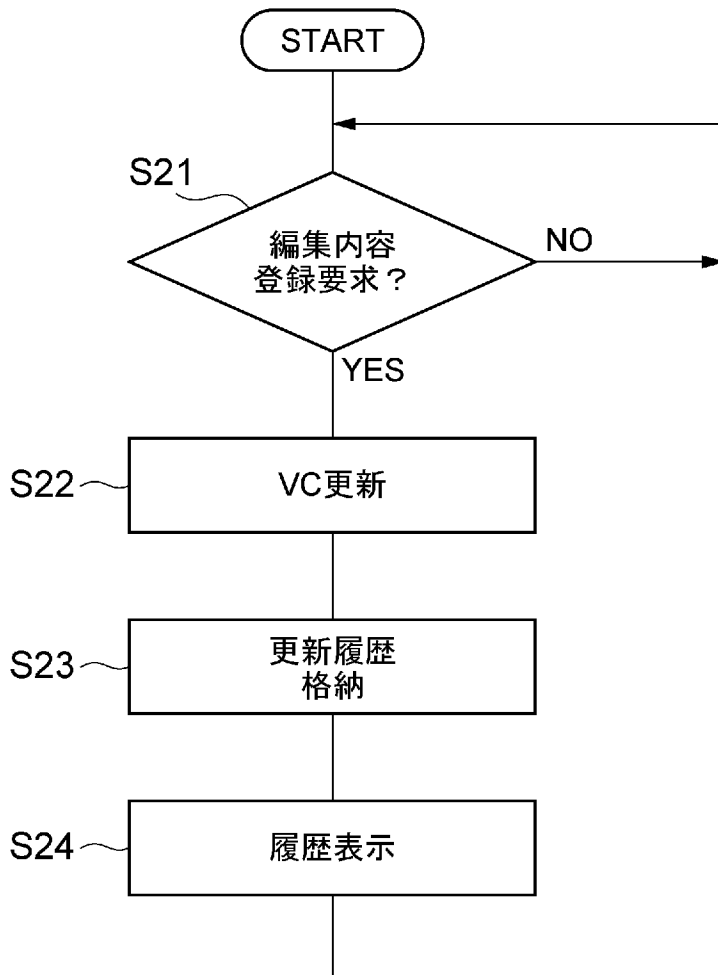 START
S21
編集内容
登録要求？
NO
YES
S22
VC更新
S23
更新履歴
格納
S24
履歴表示